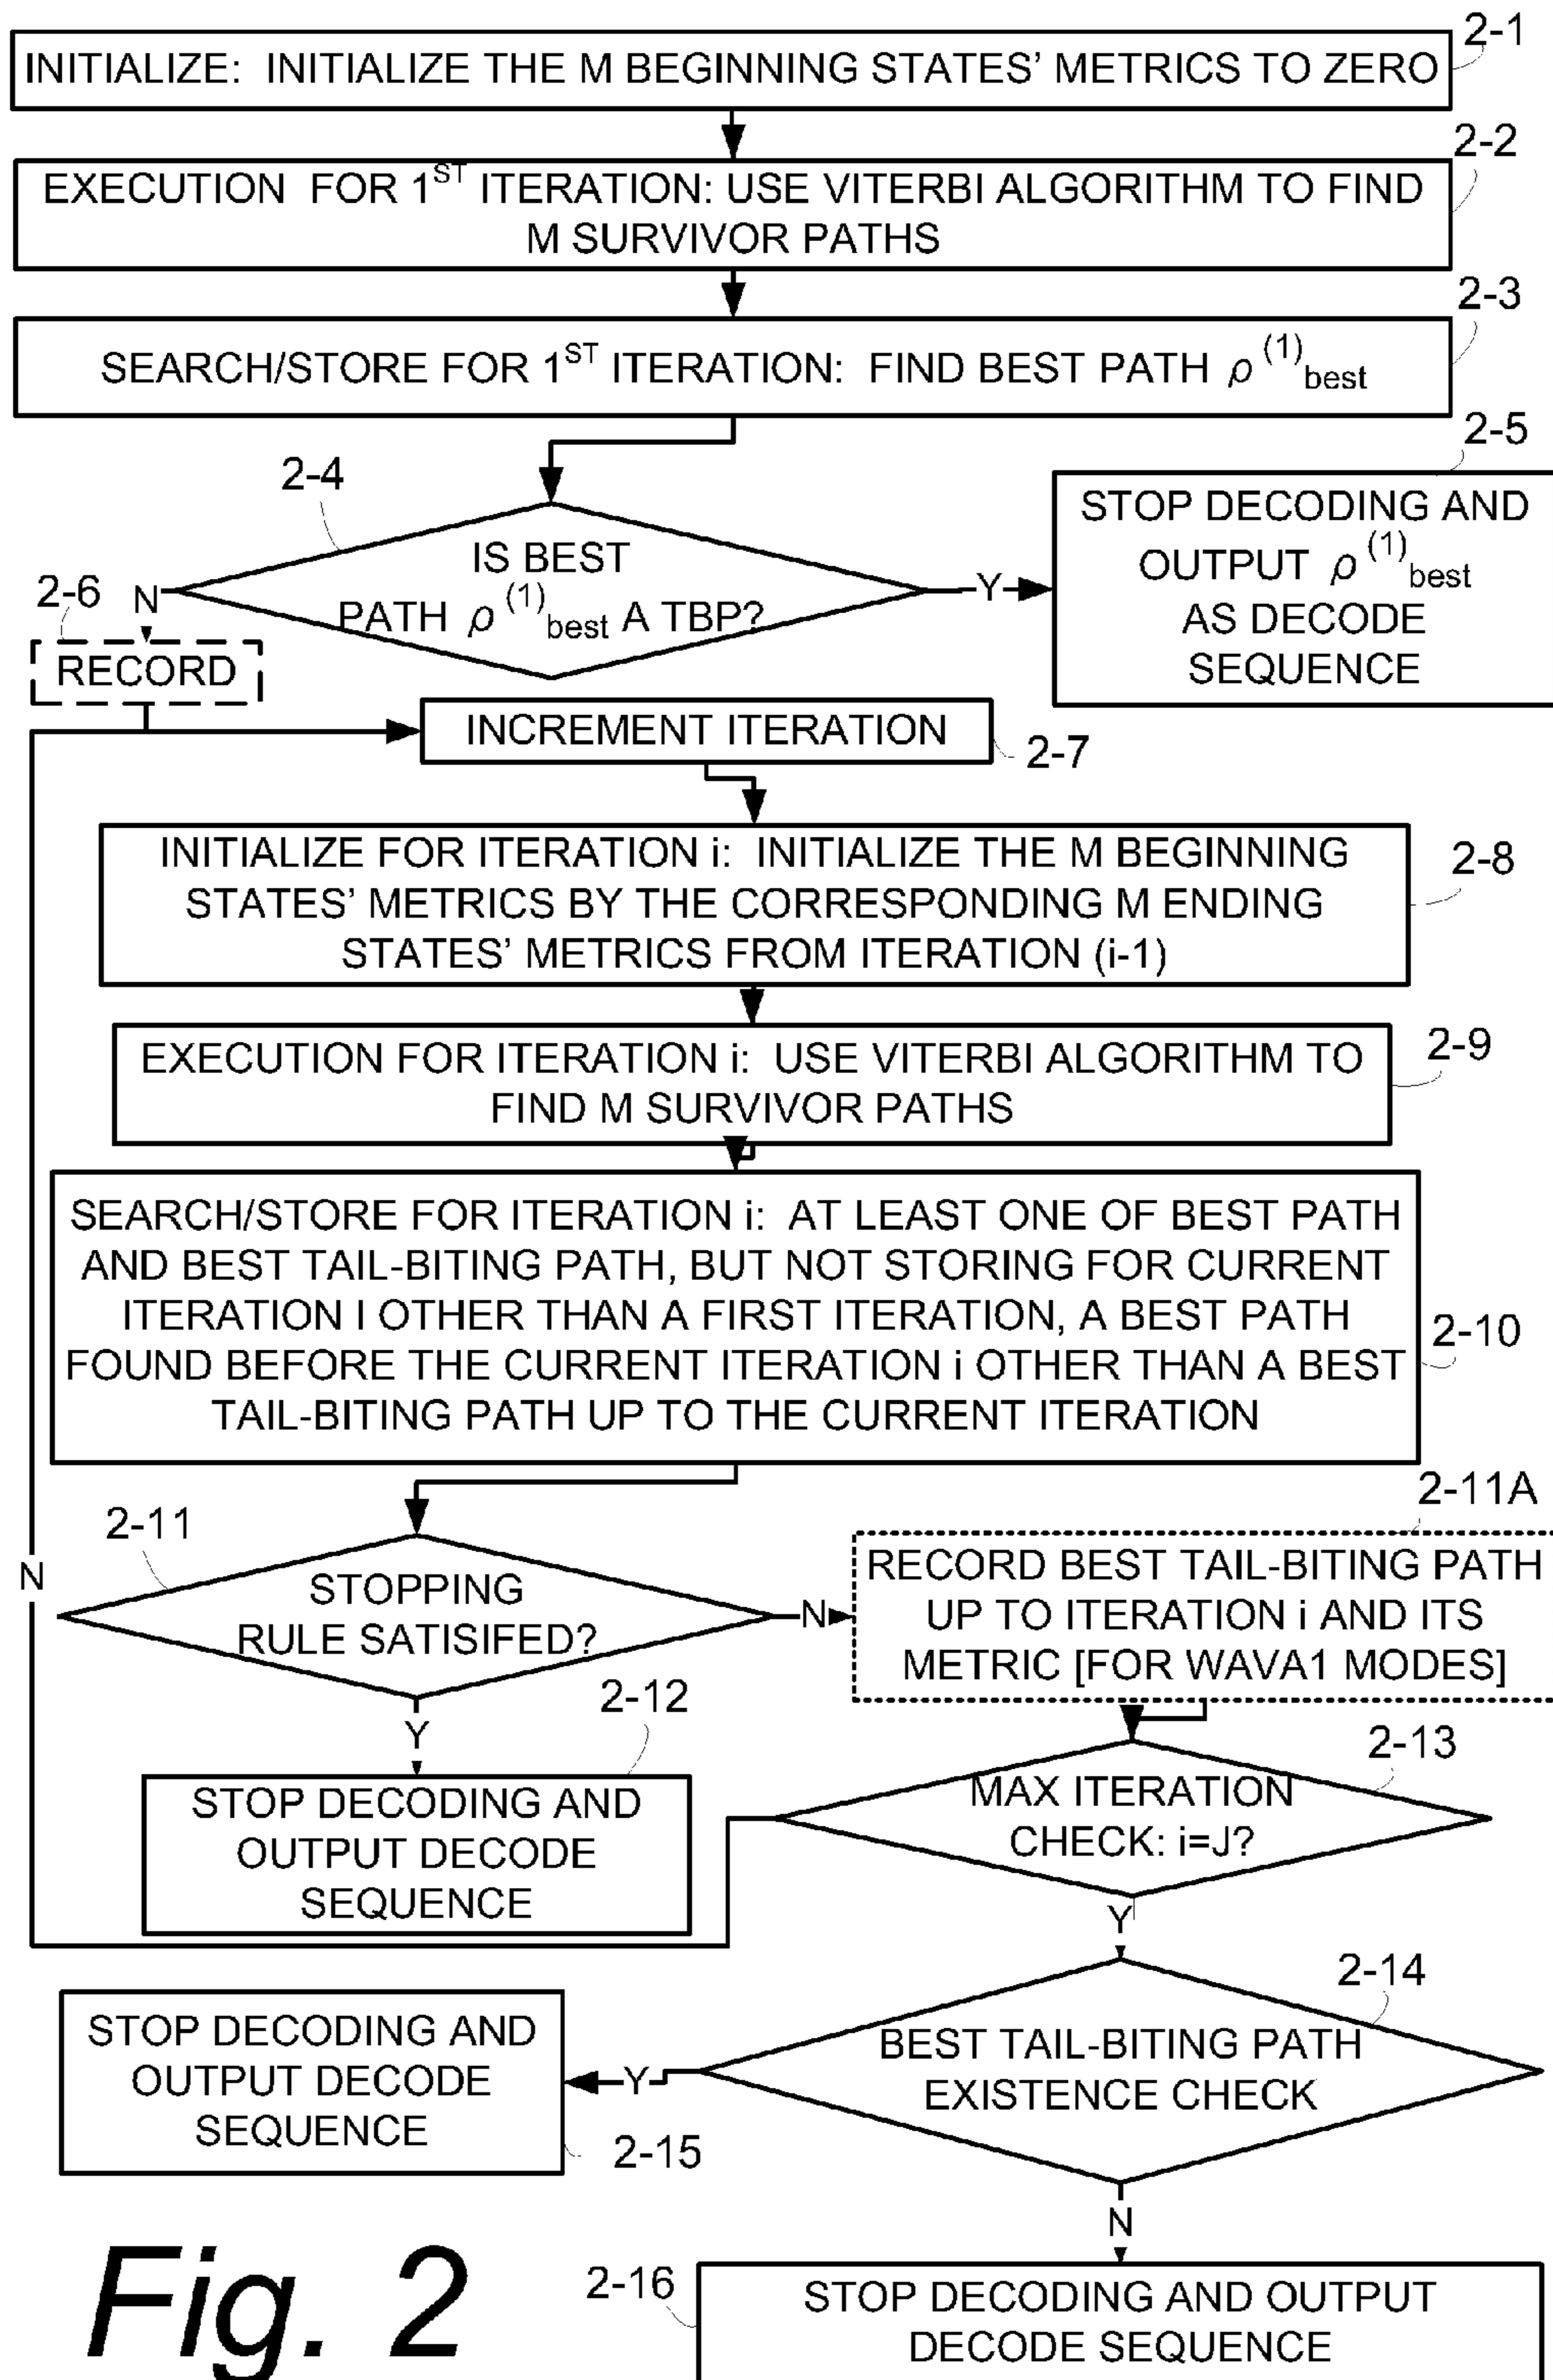 2-1
INITIALIZE: INITIALIZE THE M BEGINNING STATES' METRICS TO ZERO
2-2
EXECUTION FOR 1ST ITERATION: USE VITERBI ALGORITHM TO FIND
M SURVIVOR PATHS
2-3
SEARCH/STORE FOR 1ST ITERATION: FIND BEST PATH ρ(1)best
2-4
IS BEST
PATH ρ(1)best A TBP?
Y
2-5
STOP DECODING AND
OUTPUT ρ(1)best
AS DECODE
SEQUENCE
N
2-6
RECORD
INCREMENT ITERATION
2-7
INITIALIZE FOR ITERATION i: INITIALIZE THE M BEGINNING
STATES' METRICS BY THE CORRESPONDING M ENDING
STATES' METRICS FROM ITERATION (i-1)
2-8
EXECUTION FOR ITERATION i: USE VITERBI ALGORITHM TO
FIND M SURVIVOR PATHS
2-9
SEARCH/STORE FOR ITERATION i: AT LEAST ONE OF BEST PATH
AND BEST TAIL-BITING PATH, BUT NOT STORING FOR CURRENT
ITERATION I OTHER THAN A FIRST ITERATION, A BEST PATH
FOUND BEFORE THE CURRENT ITERATION i OTHER THAN A BEST
TAIL-BITING PATH UP TO THE CURRENT ITERATION
2-10
2-11
STOPPING
RULE SATISIFED?
N
2-11A
RECORD BEST TAIL-BITING PATH
UP TO ITERATION i AND ITS
METRIC [FOR WAVA1 MODES]
Y
2-12
STOP DECODING AND
OUTPUT DECODE
SEQUENCE
2-13
MAX ITERATION
CHECK: i=J?
N
Y
2-14
BEST TAIL-BITING PATH
EXISTENCE CHECK
Y
STOP DECODING AND
OUTPUT DECODE
SEQUENCE
2-15
N
2-16
STOP DECODING AND OUTPUT
DECODE SEQUENCE
Fig. 2